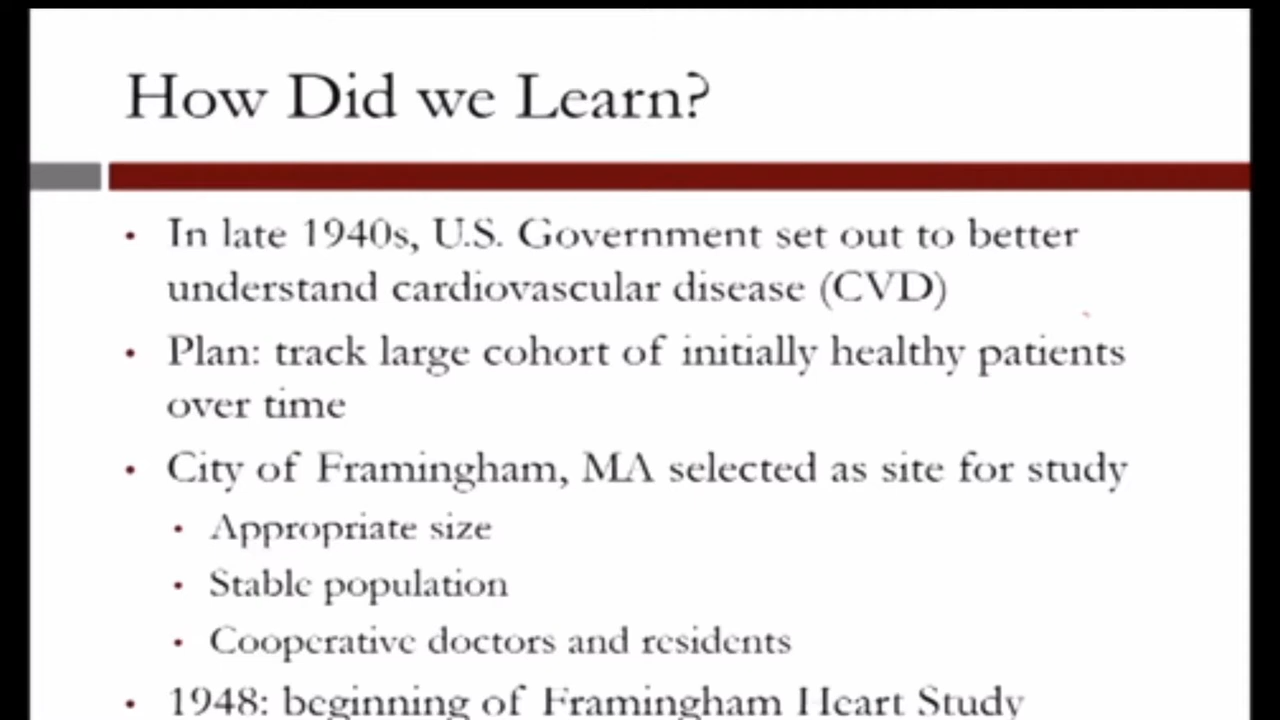 How Did we Learn?
• In late 1940s, U.S. Government set out to better
understand cardiovascular disease (CVD)
• Plan: track large cohort of initially healthy patients
over time
• City of Framingham, MA selected as site for study
• Appropriate size
• Stable population
• Cooperative doctors and residents
• 1948: beginning of Framingham Heart Study